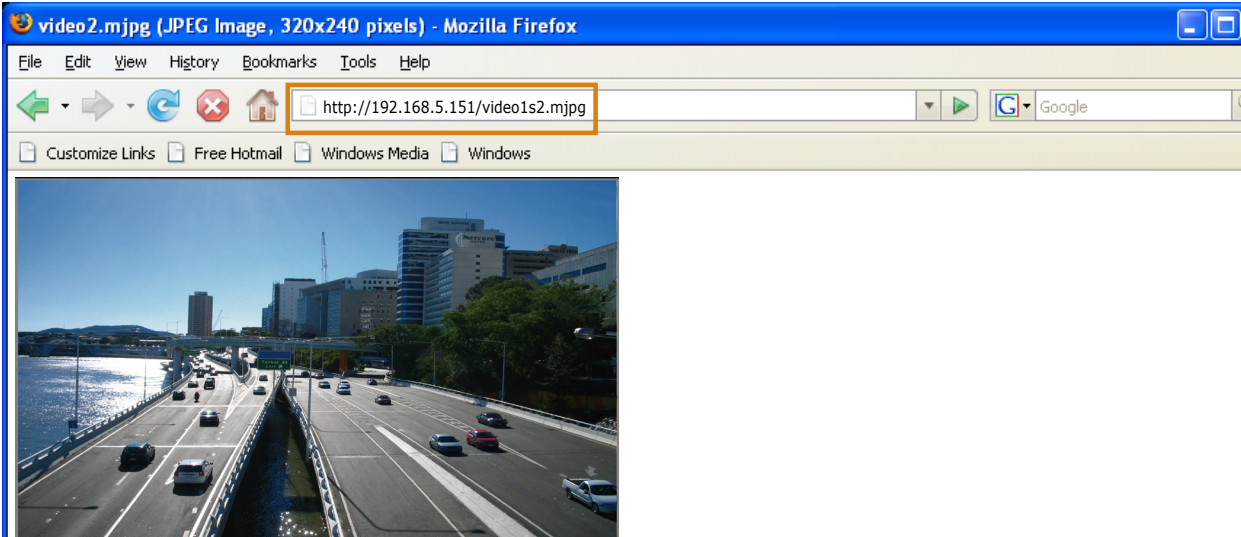 video2.mjpg (JPEG Image, 320x240 pixels) - Mozilla Firefox
File Edit View History Bookmarks Tools Help
http://192.168.5.151/video1s2.mjpg G Google
Customize Links Free Hotmail Windows Media Windows
Mercure